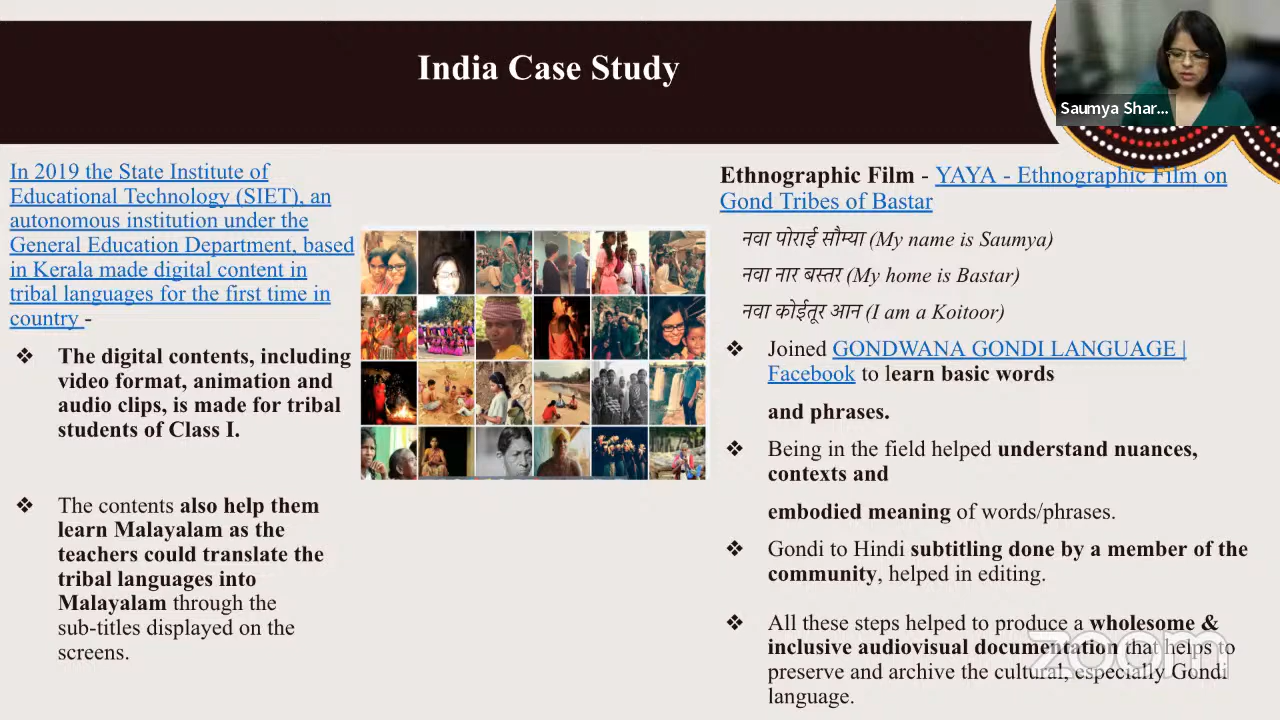 India Case Study
Saumya Shar...
In 2019 the State Institute of
Educational Technology (SIET), an
autonomous institution under the
General Education Department, based
in Kerala made digital content in
tribal languages for the first time in
country -
❖ The digital contents, including
video format, animation and
audio clips, is made for tribal
students of Class I.
❖ The contents also help them
learn Malayalam as the
teachers could translate the
tribal languages into
Malayalam through the
sub-titles displayed on the
screens.
Ethnographic Film - YAYA - Ethnographic Film on
Gond Tribes of Bastar
नवा पोराई सौम्या (My name is Saumya)
नवा नार बस्तर (My home is Bastar)
नवा कोईतूर आन (I am a Koitoor)
❖ Joined GONDWANA GONDI LANGUAGE |
Facebook to learn basic words
and phrases.
❖ Being in the field helped understand nuances,
contexts and
embodied meaning of words/phrases.
❖ Gondi to Hindi subtitling done by a member of the
community, helped in editing.
❖ All these steps helped to produce a wholesome &
inclusive audiovisual documentation that helps to
preserve and archive the cultural, especially Gondi
language.
zoom